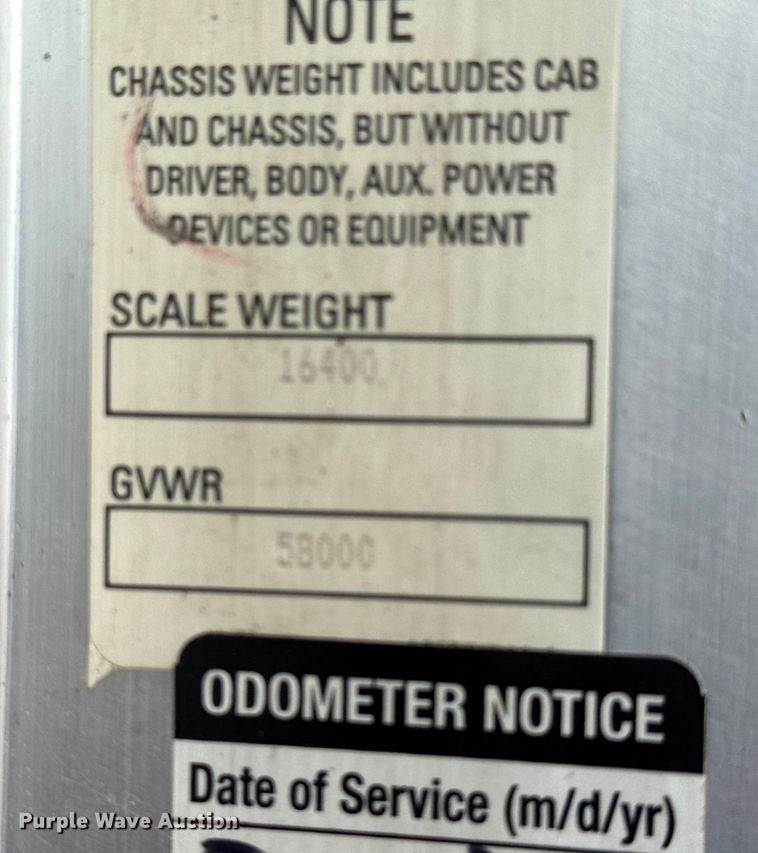 NOTE
CHASSIS WEIGHT INCLUDES CAB
AND CHASSIS, BUT WITHOUT
DRIVER, BODY, AUX. POWER
DEVICES OR EQUIPMENT
SCALE WEIGHT
16400
GVWR
58000
ODOMETER NOTICE
Date of Service (m/d/yr)
Purple Wave Auction